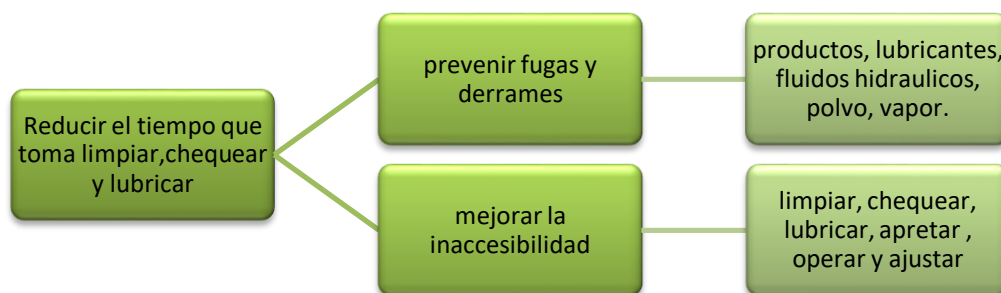 Reducir el tiempo que
toma limpiar,chequear
y lubricar
prevenir fugas y
derrames
productos, lubricantes,
fluidos hidraulicos,
polvo, vapor.
mejorar la
inaccesibilidad
limpiar, chequear,
lubricar, apretar ,
operar y ajustar